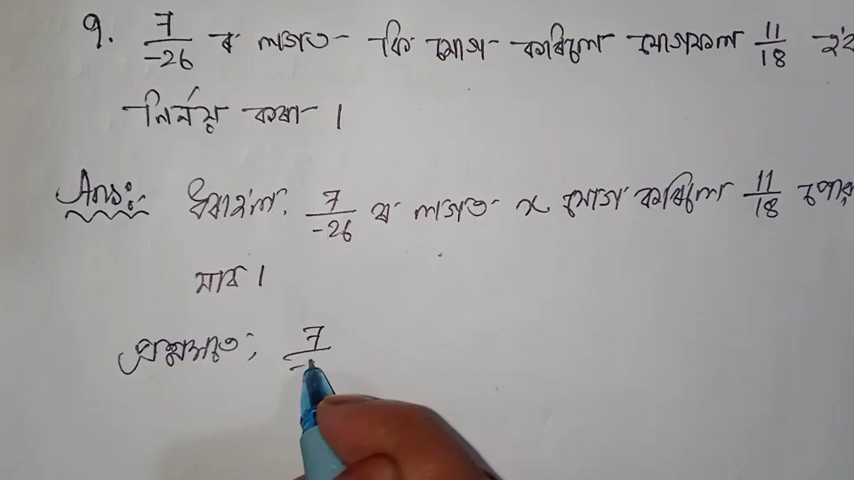 9. 7/-26 ৰ লগত কি যোগ কৰিলে যোগফল 11/18 হ'ব
নিৰ্ণয় কৰা ।
Ans: ধৰাহ'ল, 7/-26 ৰ লগত x যোগ কৰিলে 11/18 পোৱা
যাব ।
প্ৰশ্নমতে, 7/-